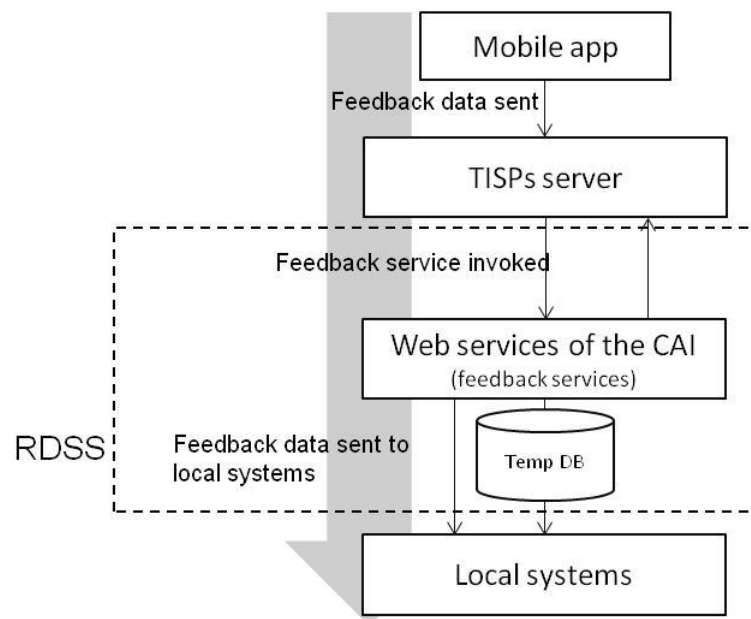 Mobile app
Feedback data sent
TISPs server
Feedback service invoked
Web services of the CAI
(feedback services)
RDSS
Feedback data sent to
local systems
Temp DB
Local systems